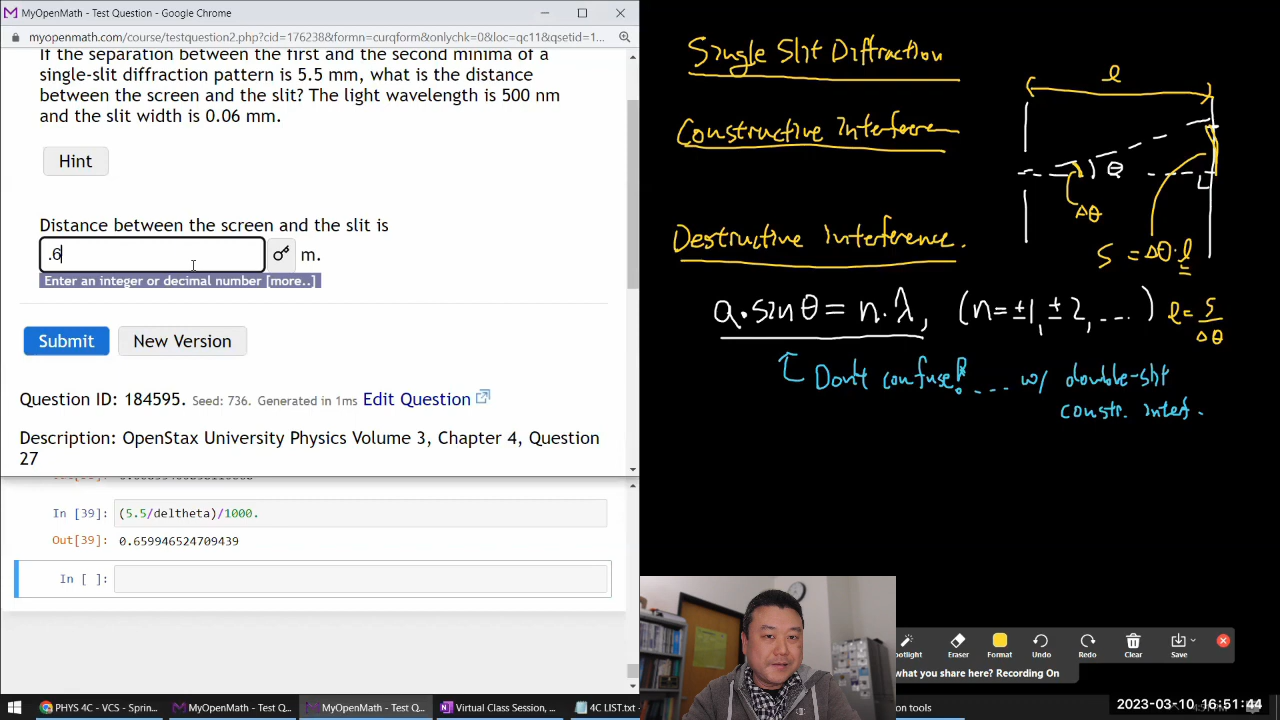 MyOpenMath - Test Question - Google Chrome
myopenmath.com/course/testquestion2.php?cid=176238&formn=curqform&onlychk=0&loc=qc11&qsetid=1...
If the separation between the first and the second minima of a
single-slit diffraction pattern is 5.5 mm, what is the distance
between the screen and the slit? The light wavelength is 500 nm
and the slit width is 0.06 mm.
Hint
Distance between the screen and the slit is
.6 m.
Enter an integer or decimal number [more..]
Submit New Version
Question ID: 184595. Seed: 736. Generated in 1ms Edit Question
Description: OpenStax University Physics Volume 3, Chapter 4, Question
27
In [39]: (5.5/deltheta)/1000.
Out[39]: 0.659946524709439
In [ ]:
Single Slit Diffraction
Constructive Interferen
Destructive Interference.
a·sinθ = n·λ, (n=±1, ±2, ...)
↑ Don't confuse! ... w/ double-slit
constr. interf.
ℓ
θ
Δθ
S = Δθ·ℓ
ℓ = S/Δθ
potlight Eraser Format Undo Redo Clear Save
what you share here? Recording On
PHYS 4C - VCS - Sprin... MyOpenMath - Test Q... MyOpenMath - Test Q... Virtual Class Session, ... 4C LIST.txt on tools
2023-03-10 16:51:44